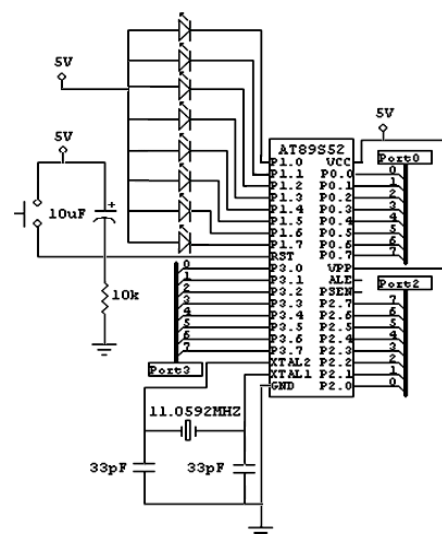 5V
5V
10uF
+
10k
5V
AT89S52
P1.0
P1.1
P1.2
P1.3
P1.4
P1.5
P1.6
P1.7
RST
P3.0
P3.1
P3.2
P3.3
P3.4
P3.5
P3.6
P3.7
XTAL2
XTAL1
GND
VCC
P0.0
P0.1
P0.2
P0.3
P0.4
P0.5
P0.6
P0.7
VPP
ALE
PSEN
P2.7
P2.6
P2.5
P2.4
P2.3
P2.2
P2.1
P2.0
Port0
0
1
2
3
4
5
6
7
Port2
7
6
5
4
3
2
1
0
0
1
2
3
4
5
6
7
Port3
11.0592MHZ
33pF
33pF